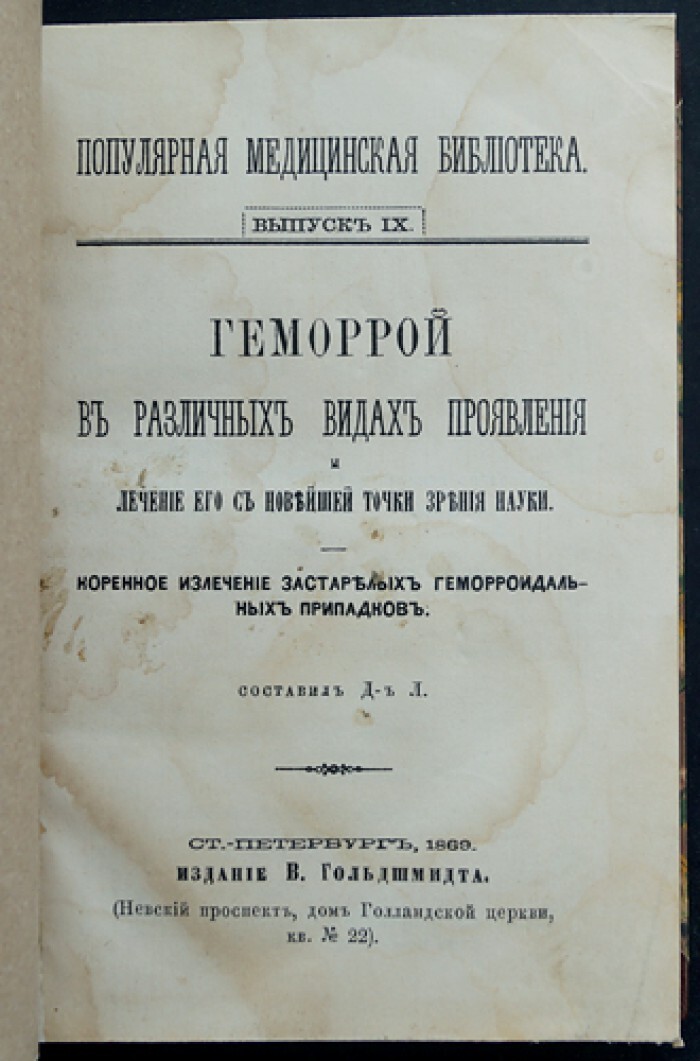 ПОПУЛЯРНАЯ МЕДИЦИНСКАЯ БИБЛІОТЕКА.
ВЫПУСКЪ IX.
ГЕМОРРОЙ
ВЪ РАЗЛИЧНЫХЪ ВИДАХЪ ПРОЯВЛЕНІЯ
И
ЛЕЧЕНІЕ ЕГО СЪ НОВѢЙШЕЙ ТОЧКИ ЗРѢНІЯ НАУКИ.
КОРЕННОЕ ИЗЛЕЧЕНІЕ ЗАСТАРѢЛЫХЪ ГЕМОРРОИДАЛЬ-
НЫХЪ ПРИПАДКОВЪ.
СОСТАВИЛЪ Д-Ъ Л.
СТ.-ПЕТЕРБУРГЪ, 1869.
ИЗДАНІЕ В. ГОЛЬДШМИДТА.
(Невскій проспектъ, домъ Голландской церкви,
кв. № 22).